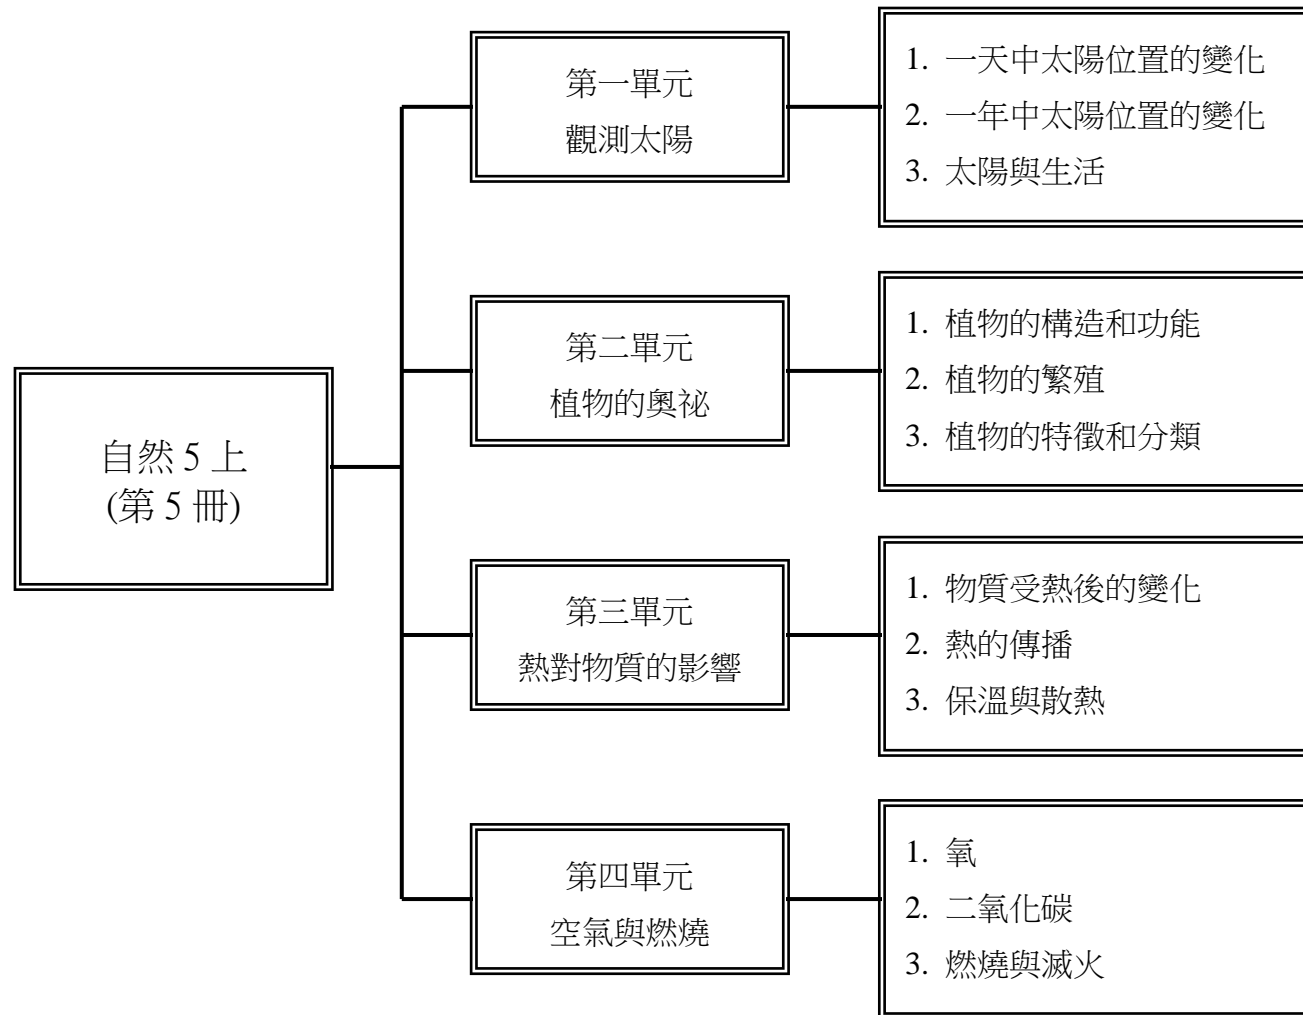 自然 5 上
(第 5 冊)
第一單元
觀測太陽
1. 一天中太陽位置的變化
2. 一年中太陽位置的變化
3. 太陽與生活
第二單元
植物的奧祕
1. 植物的構造和功能
2. 植物的繁殖
3. 植物的特徵和分類
第三單元
熱對物質的影響
1. 物質受熱後的變化
2. 熱的傳播
3. 保溫與散熱
第四單元
空氣與燃燒
1. 氧
2. 二氧化碳
3. 燃燒與滅火